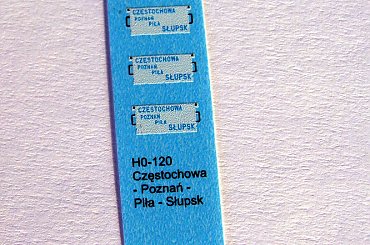 CZĘSTOCHOWA
POZNAŃ
PIŁA
SŁUPSK
CZĘSTOCHOWA
POZNAŃ
PIŁA
SŁUPSK
CZĘSTOCHOWA
POZNAŃ
PIŁA
SŁUPSK
H0-120
Częstochowa
- Poznań -
Piła - Słupsk